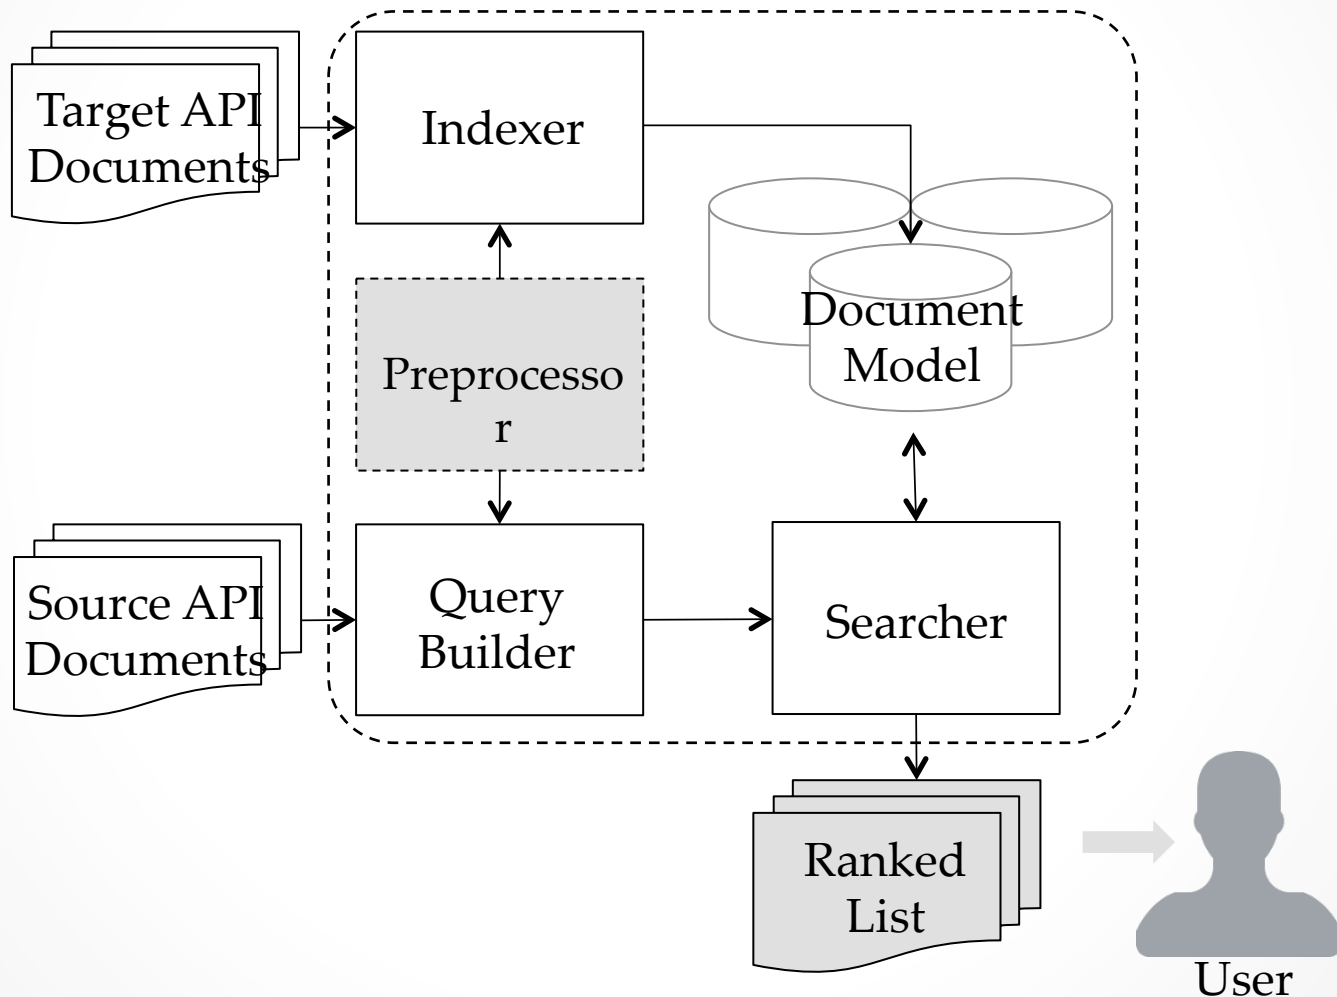 Target API
Documents
Indexer
Document
Model
Preprocesso
r
Source API
Documents
Query
Builder
Searcher
Ranked
List
User